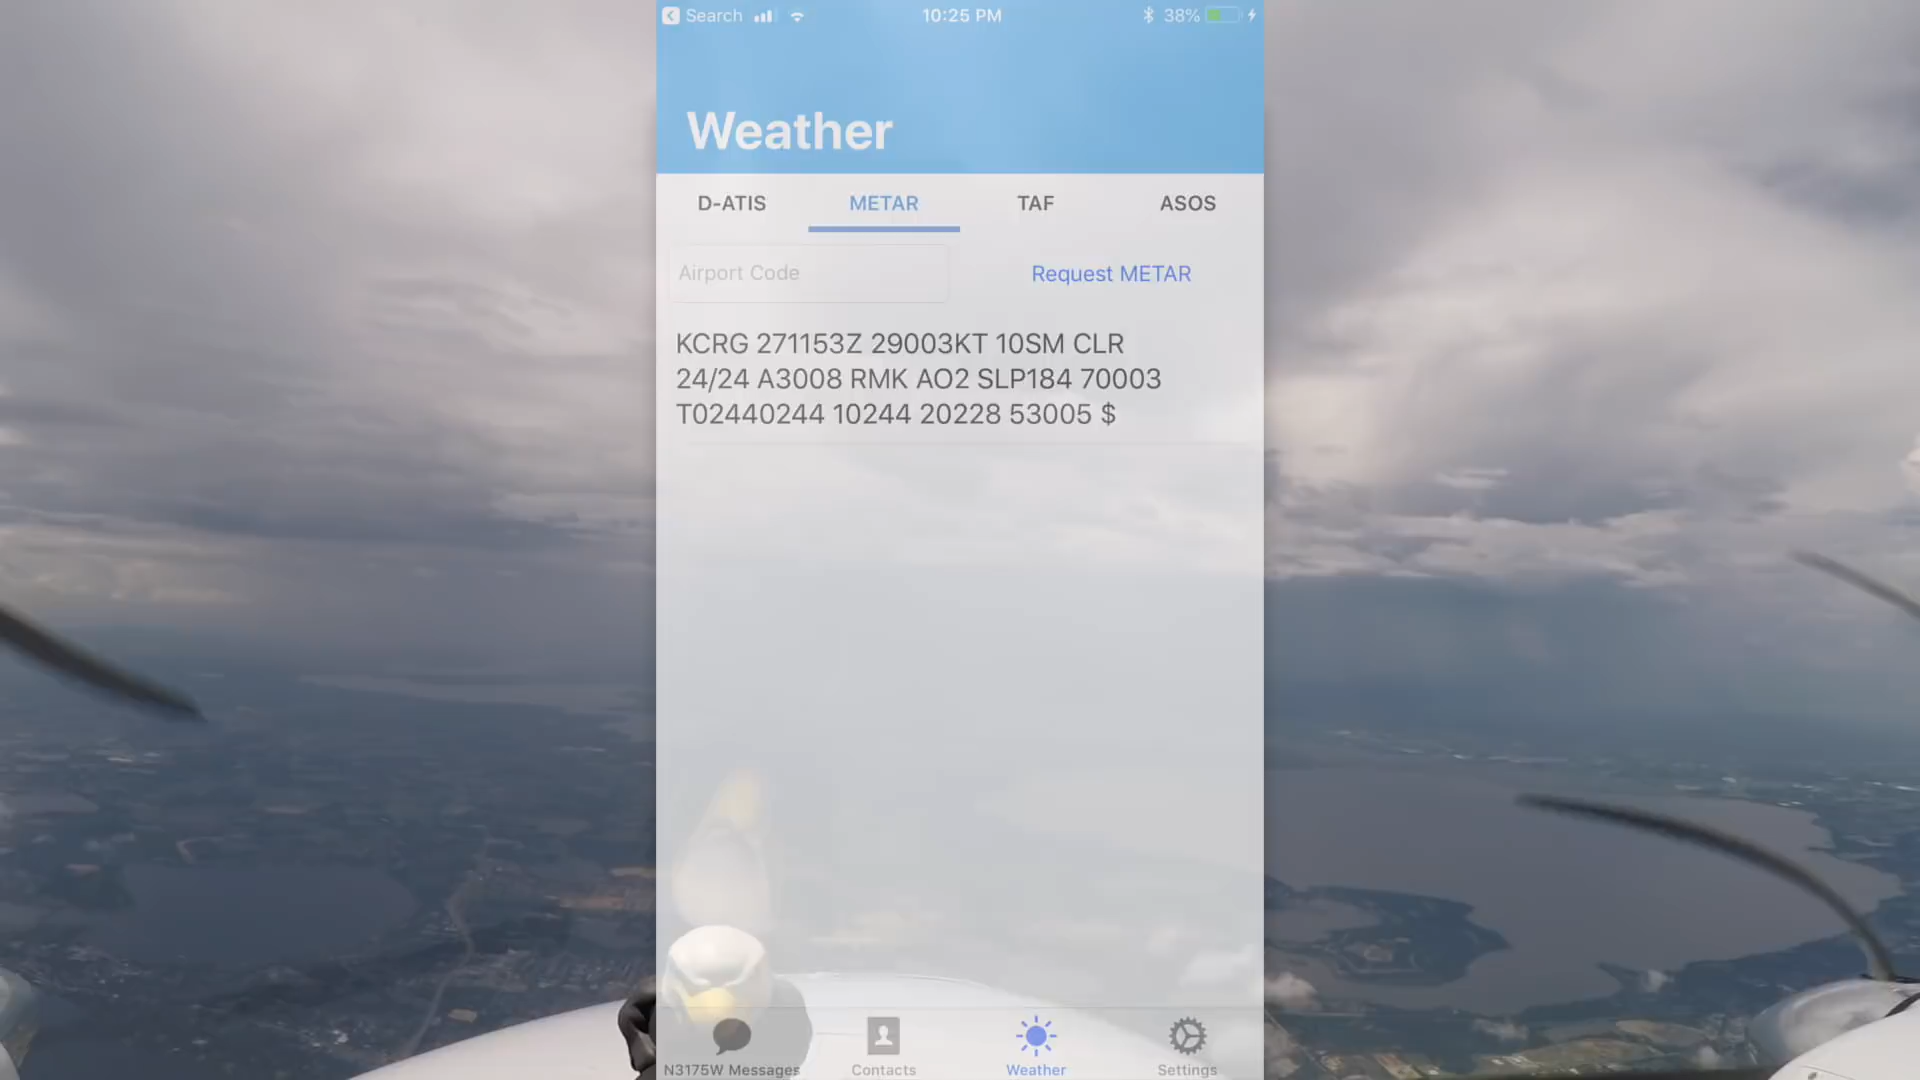 Search
10:25 PM
38%
Weather
D-ATIS METAR TAF ASOS
Airport Code
Request METAR
KCRG 271153Z 29003KT 10SM CLR
24/24 A3008 RMK AO2 SLP184 70003
T02440244 10244 20228 53005 $
N3175W Messages
Contacts
Weather
Settings